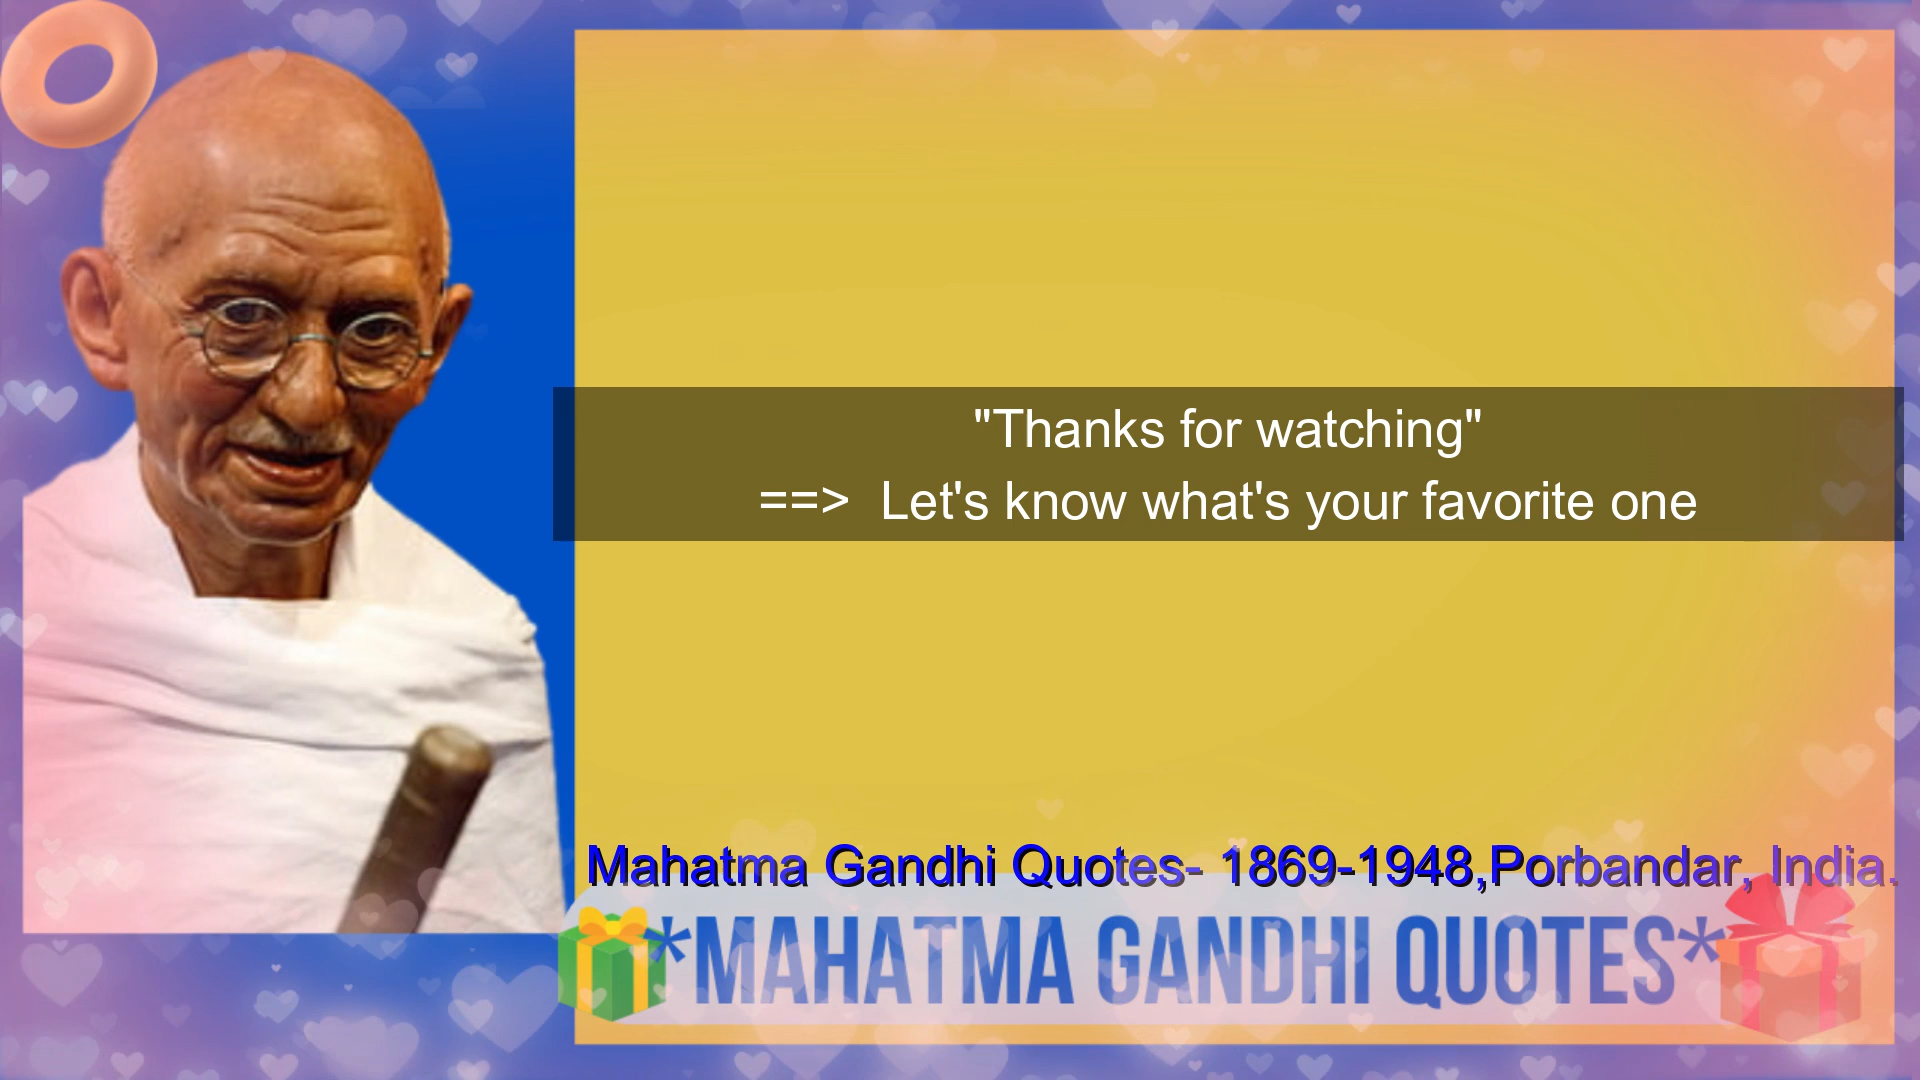 "Thanks for watching"
==> Let's know what's your favorite one
Mahatma Gandhi Quotes- 1869-1948,Porbandar, India.
*MAHATMA GANDHI QUOTES*